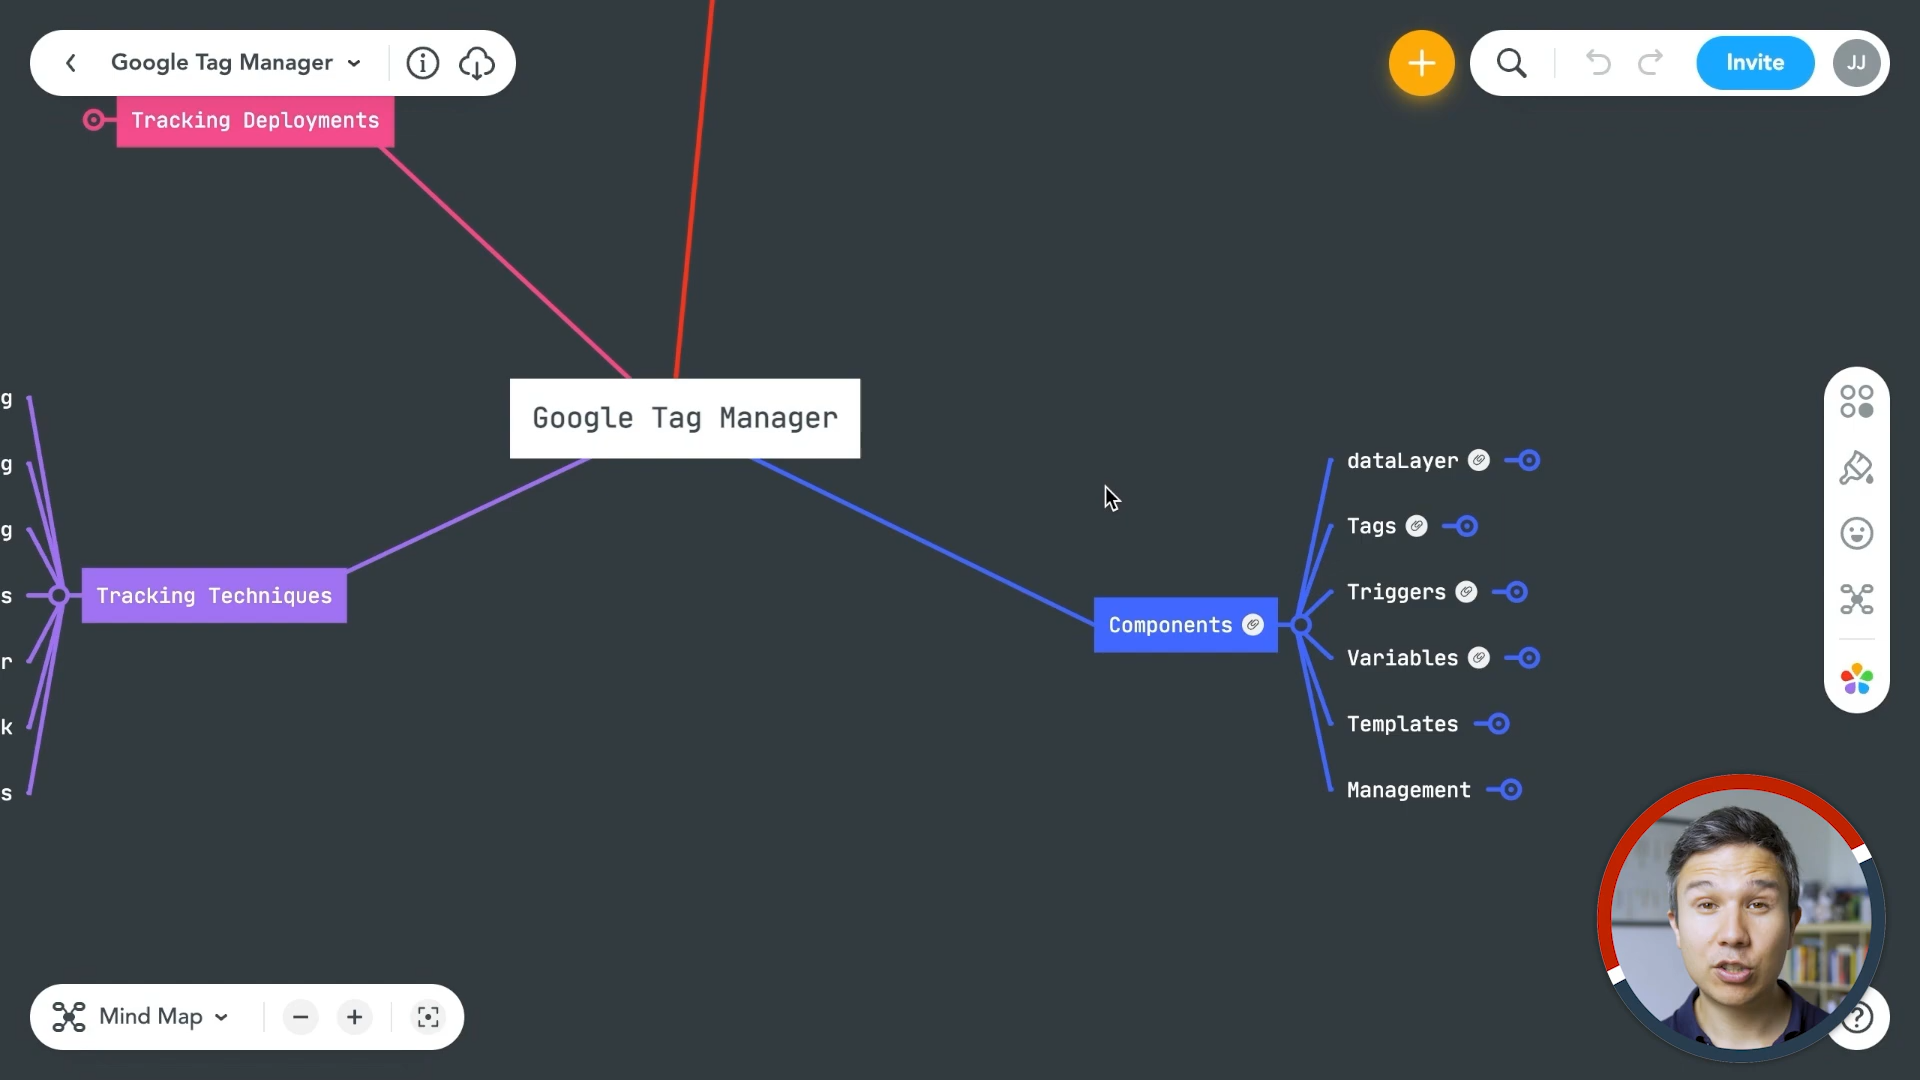 Google Tag Manager
Invite
JJ
Tracking Deployments
Google Tag Manager
g
g
g
s
r
k
s
Tracking Techniques
Components
dataLayer
Tags
Triggers
Variables
Templates
Management
Mind Map
?